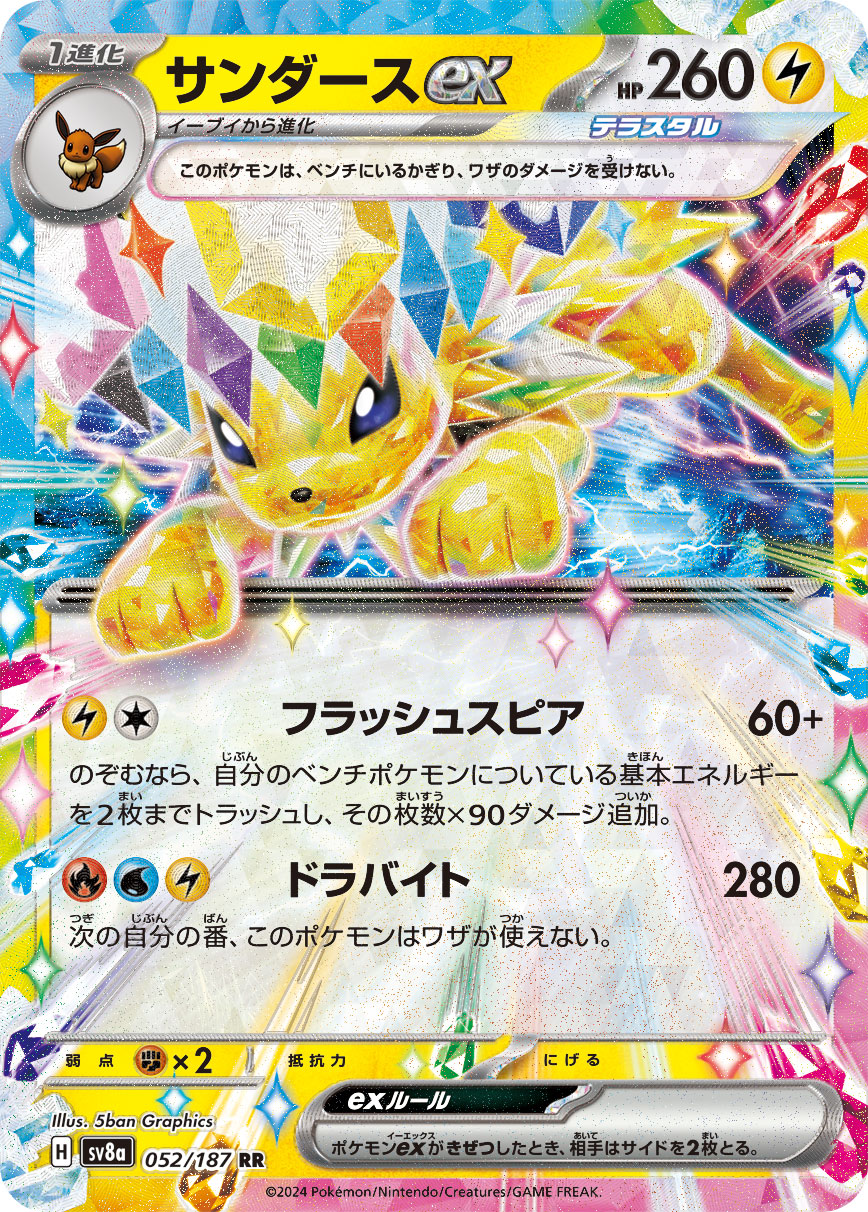 1進化
サンダースex
HP260
イーブイから進化
テラスタル
このポケモンは、ベンチにいるかぎり、ワザのダメージを受けない。
フラッシュスピア 60+
のぞむなら、自分のベンチポケモンについている基本エネルギー
を2枚までトラッシュし、その枚数×90ダメージ追加。
ドラバイト 280
次の自分の番、このポケモンはワザが使えない。
弱点 ×2 抵抗力 にげる
exルール
ポケモンexがきぜつしたとき、相手はサイドを2枚とる。
Illus. 5ban Graphics
H sv8a 052/187 RR
©2024 Pokémon/Nintendo/Creatures/GAME FREAK.